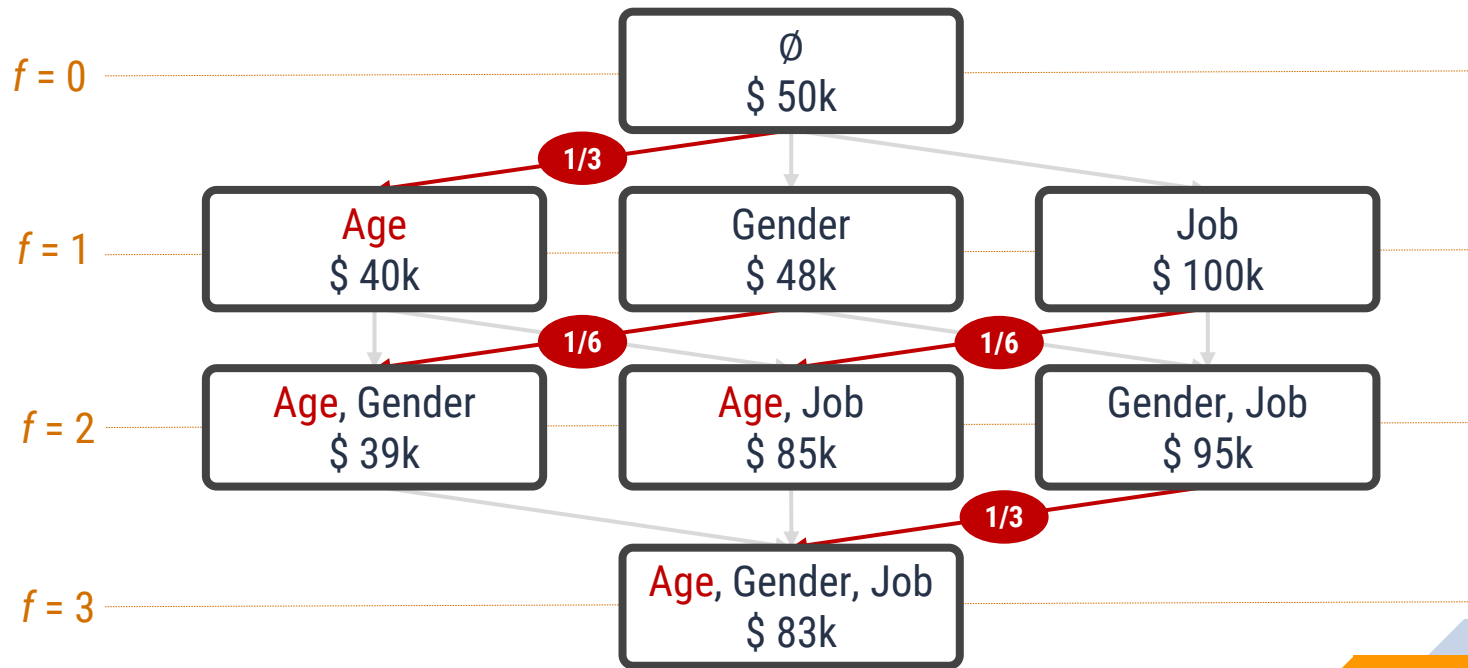 Ø
f = 0
$ 50k
1/3
Age
Gender
Job
f = 1
$ 40k
$ 48k
$ 100k
1/6
1/6
Age, Gender
Age, Job
Gender, Job
f = 2
$ 39k
$ 85k
$ 95k
1/3
Age, Gender, Job
f = 3
$ 83k